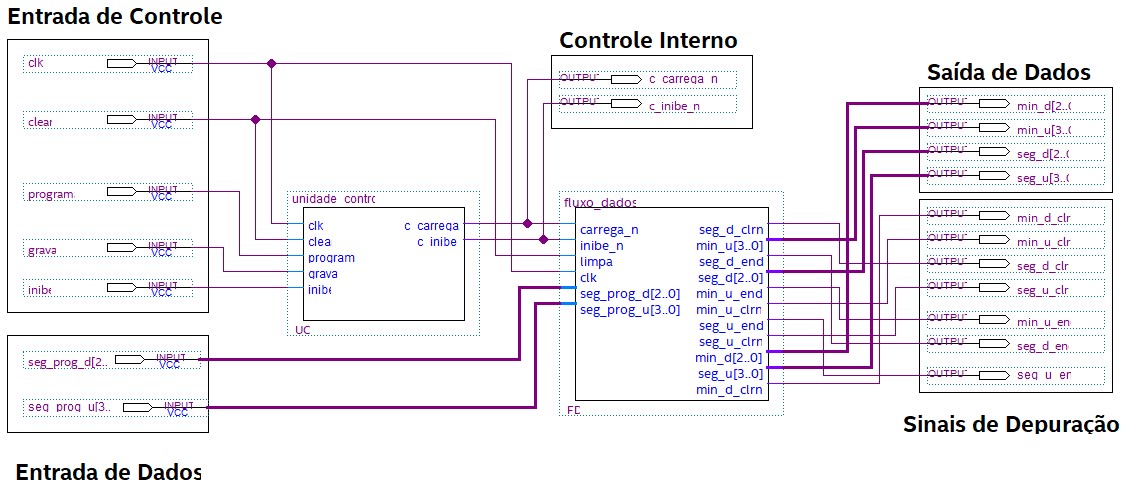 Entrada de Controle
clk
INPUT
VCC
clear
INPUT
VCC
program
INPUT
VCC
grava
INPUT
VCC
inibe
INPUT
VCC
seg_prog_d[2..
INPUT
VCC
seg_prog_u[3..
INPUT
VCC
Entrada de Dados
unidade_contrc
clk
clea
program
grava
inibe
c_carrega
c_inibe
UC
Controle Interno
OUTPUT
c_carrega_n
OUTPUT
c_inibe_n
fluxo_dados
carrega_n
inibe_n
limpa
clk
seg_prog_d[2..0]
seg_prog_u[3..0]
seg_d_clrn
min_u[3..0]
seg_d_end
seg_d[2..0]
min_u_end
min_u_clrn
seg_u_end
seg_u_clrn
min_d[2..0]
seg_u[3..0]
min_d_clrn
FD
Saída de Dados
OUTPUT
min_d[2..0
OUTPUT
min_u[3..0
OUTPUT
seg_d[2..0
OUTPUT
seg_u[3..0
OUTPUT
min_d_clr
OUTPUT
min_u_clr
OUTPUT
seg_d_clr
OUTPUT
seg_u_clr
OUTPUT
min_u_en
OUTPUT
seg_d_en
OUTPUT
seg_u_en
Sinais de Depuração